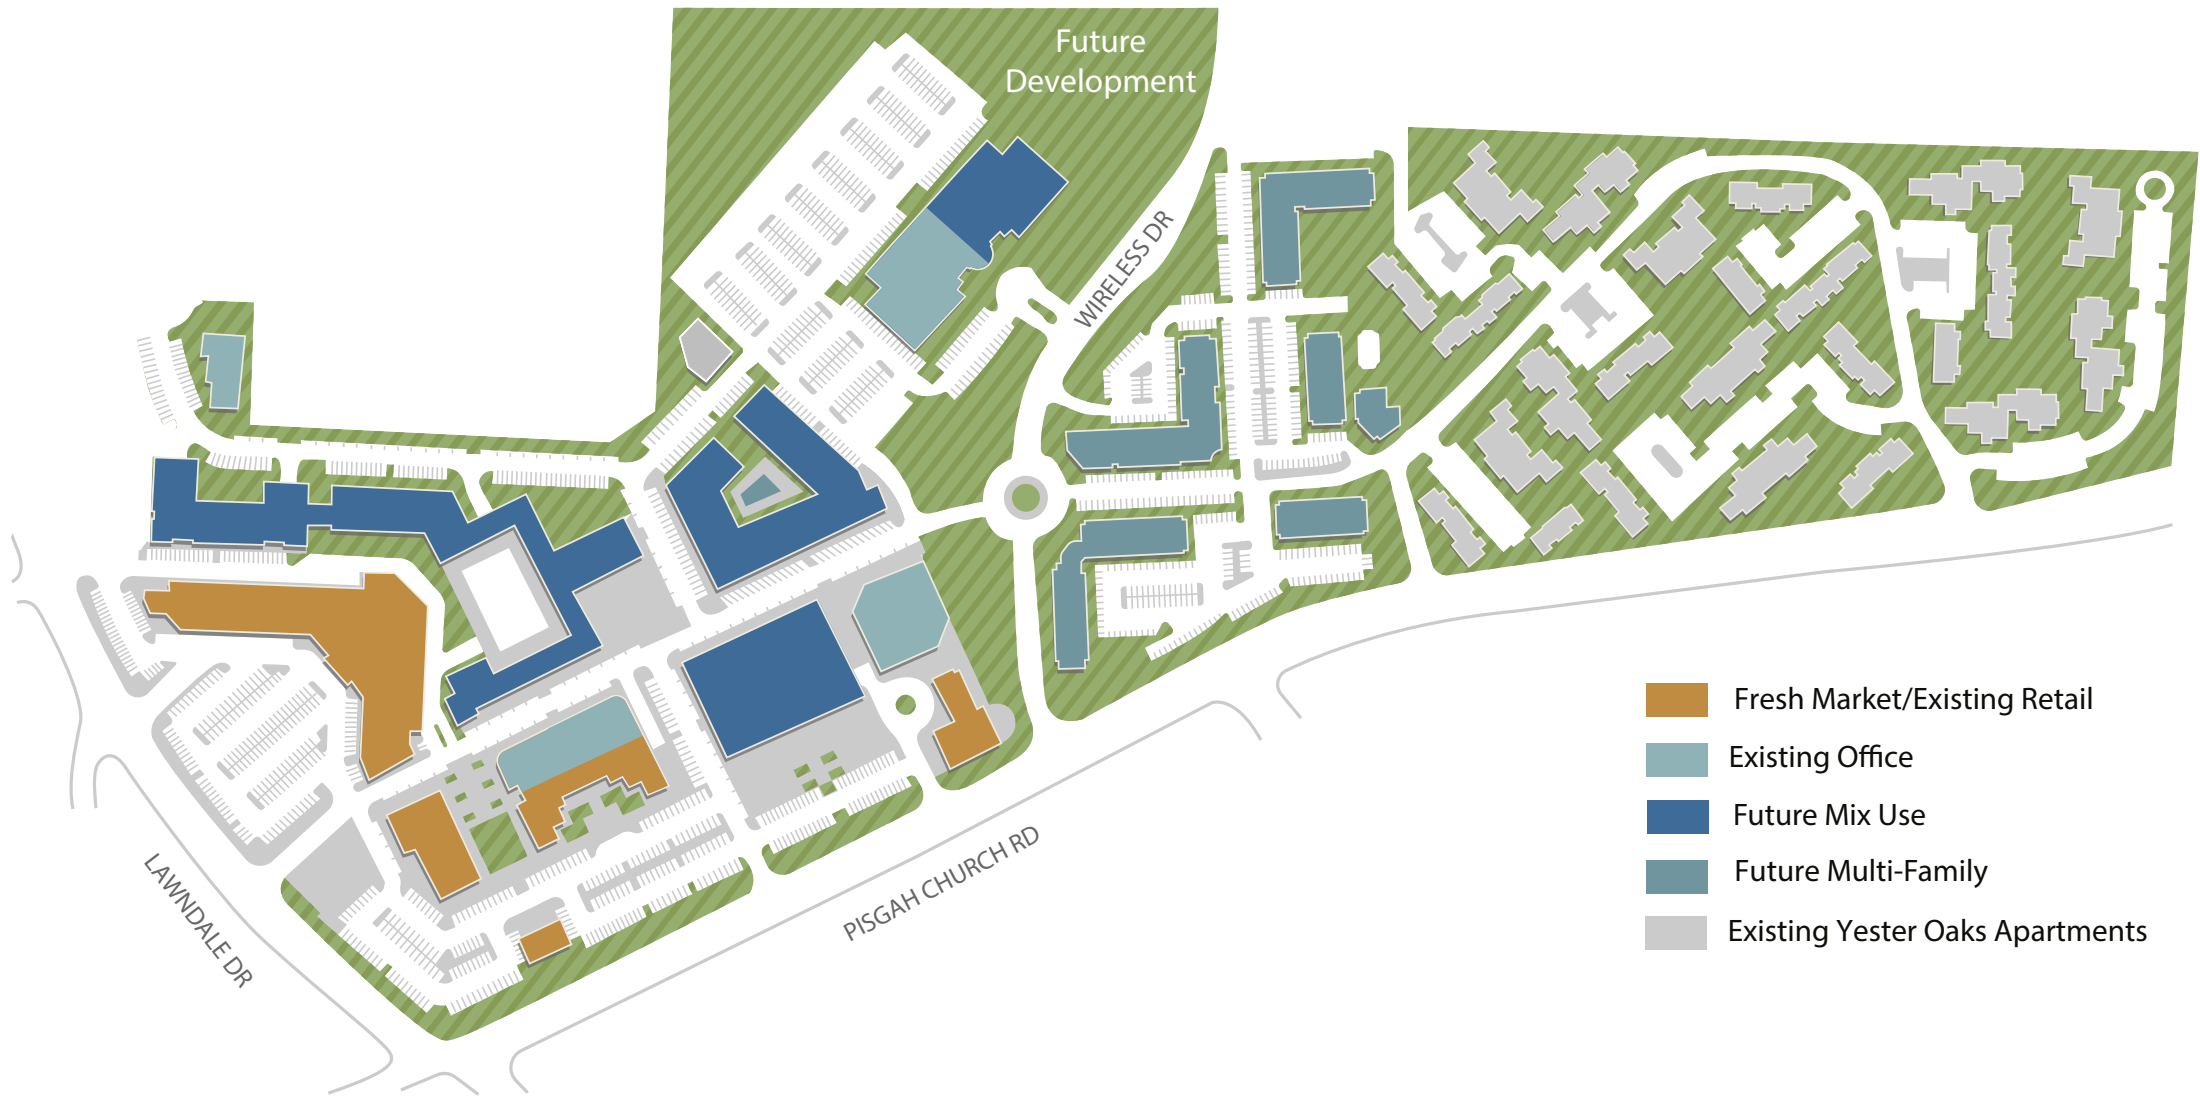 Future
Development
WIRELESS DR
LAWNDALE DR
PISGAH CHURCH RD
Fresh Market/Existing Retail
Existing Office
Future Mix Use
Future Multi-Family
Existing Yester Oaks Apartments